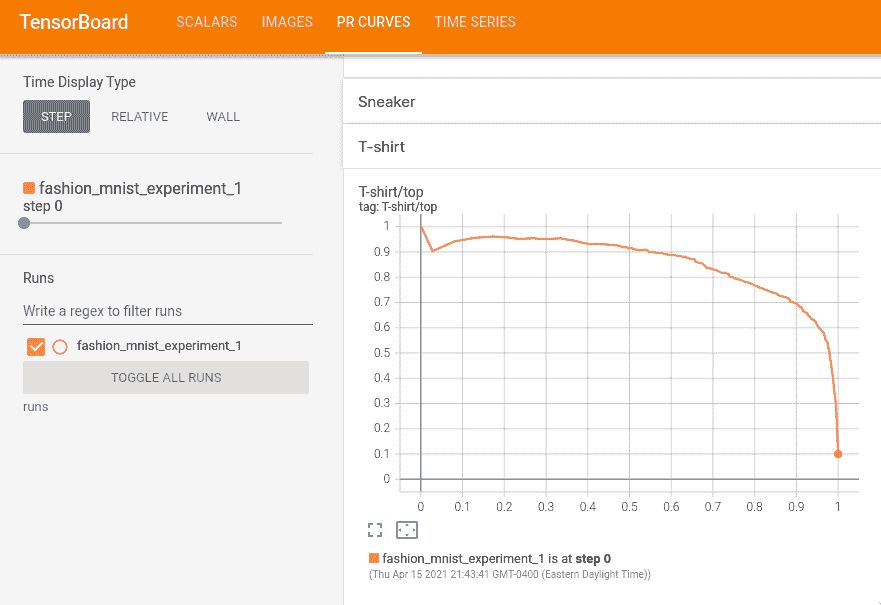 TensorBoard SCALARS IMAGES PR CURVES TIME SERIES
Time Display Type
STEP RELATIVE WALL
fashion_mnist_experiment_1
step 0
Runs
Write a regex to filter runs
fashion_mnist_experiment_1
TOGGLE ALL RUNS
runs
Sneaker
T-shirt
T-shirt/top
tag: T-shirt/top
1
0.9
0.8
0.7
0.6
0.5
0.4
0.3
0.2
0.1
0
0 0.1 0.2 0.3 0.4 0.5 0.6 0.7 0.8 0.9 1
fashion_mnist_experiment_1 is at step 0
(Thu Apr 15 2021 21:43:41 GMT-0400 (Eastern Daylight Time))